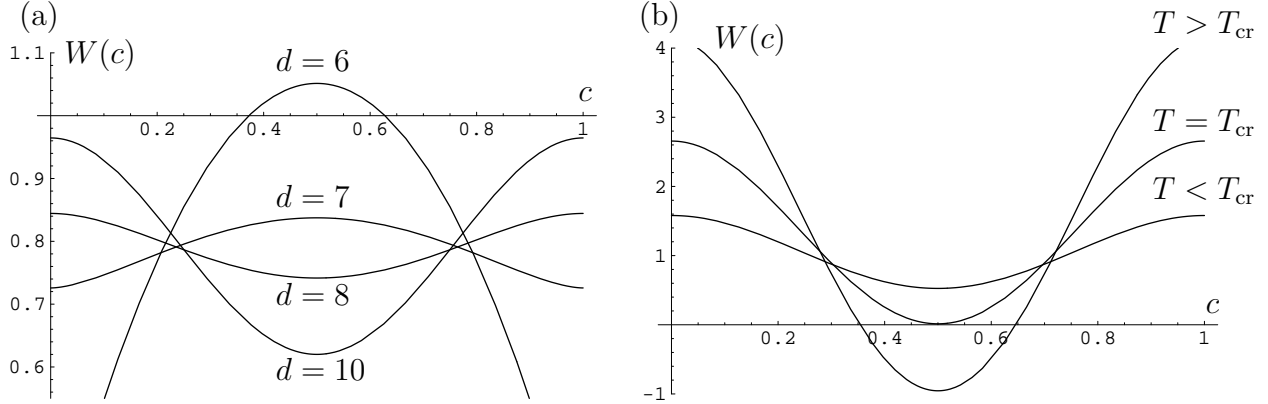 (a)
W(c)
1.1
0.9
0.8
0.7
0.6
d = 6
d = 7
d = 8
d = 10
c
0.2
0.4
0.6
0.8
1
(b)
W(c)
4
3
2
1
-1
T > T_cr
T = T_cr
T < T_cr
c
0.2
0.4
0.6
0.8
1